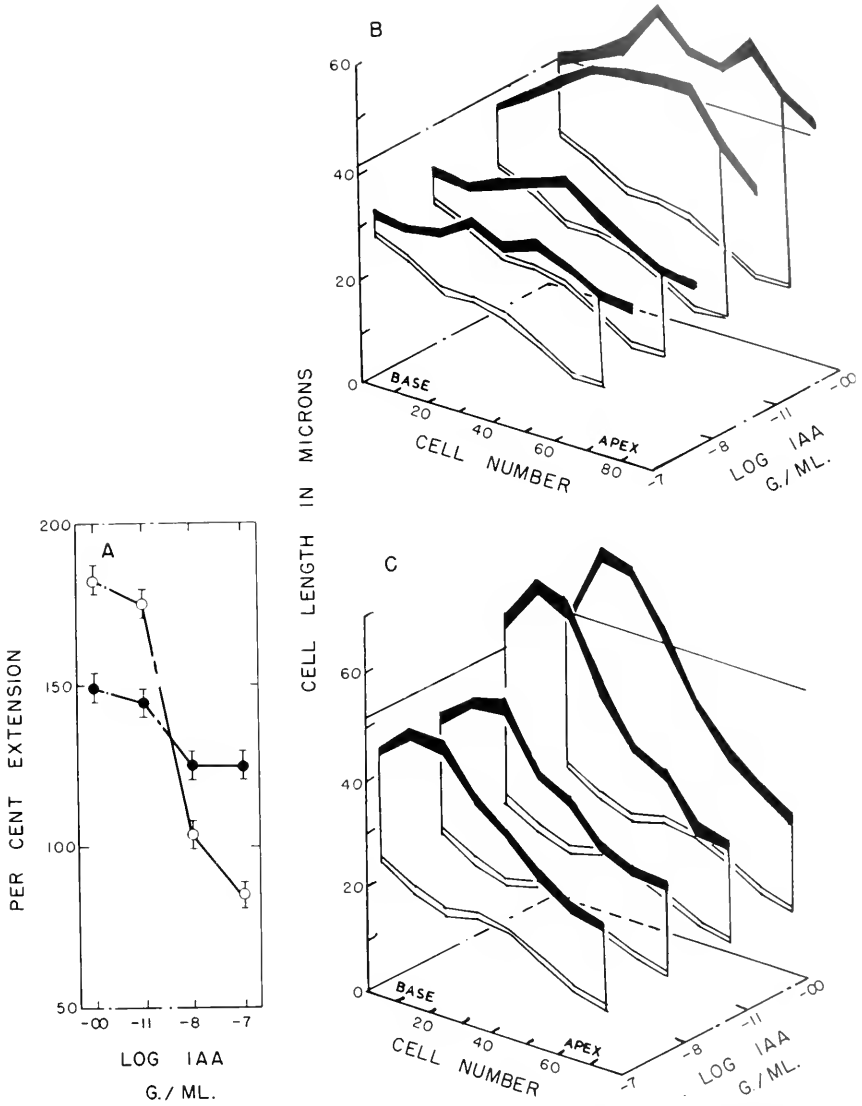 B
60
40
20
0
BASE
20
40
60
APEX
80
CELL NUMBER
-7
-8
-11
-∞
LOG IAA
G./ML.
CELL LENGTH IN MICRONS
A
200
150
100
50
PER CENT EXTENSION
-∞ -11 -8 -7
LOG IAA
G./ML.
C
60
40
20
0
BASE
20
40
APEX
60
CELL NUMBER
-7
-8
-11
-∞
LOG IAA
G./ML.